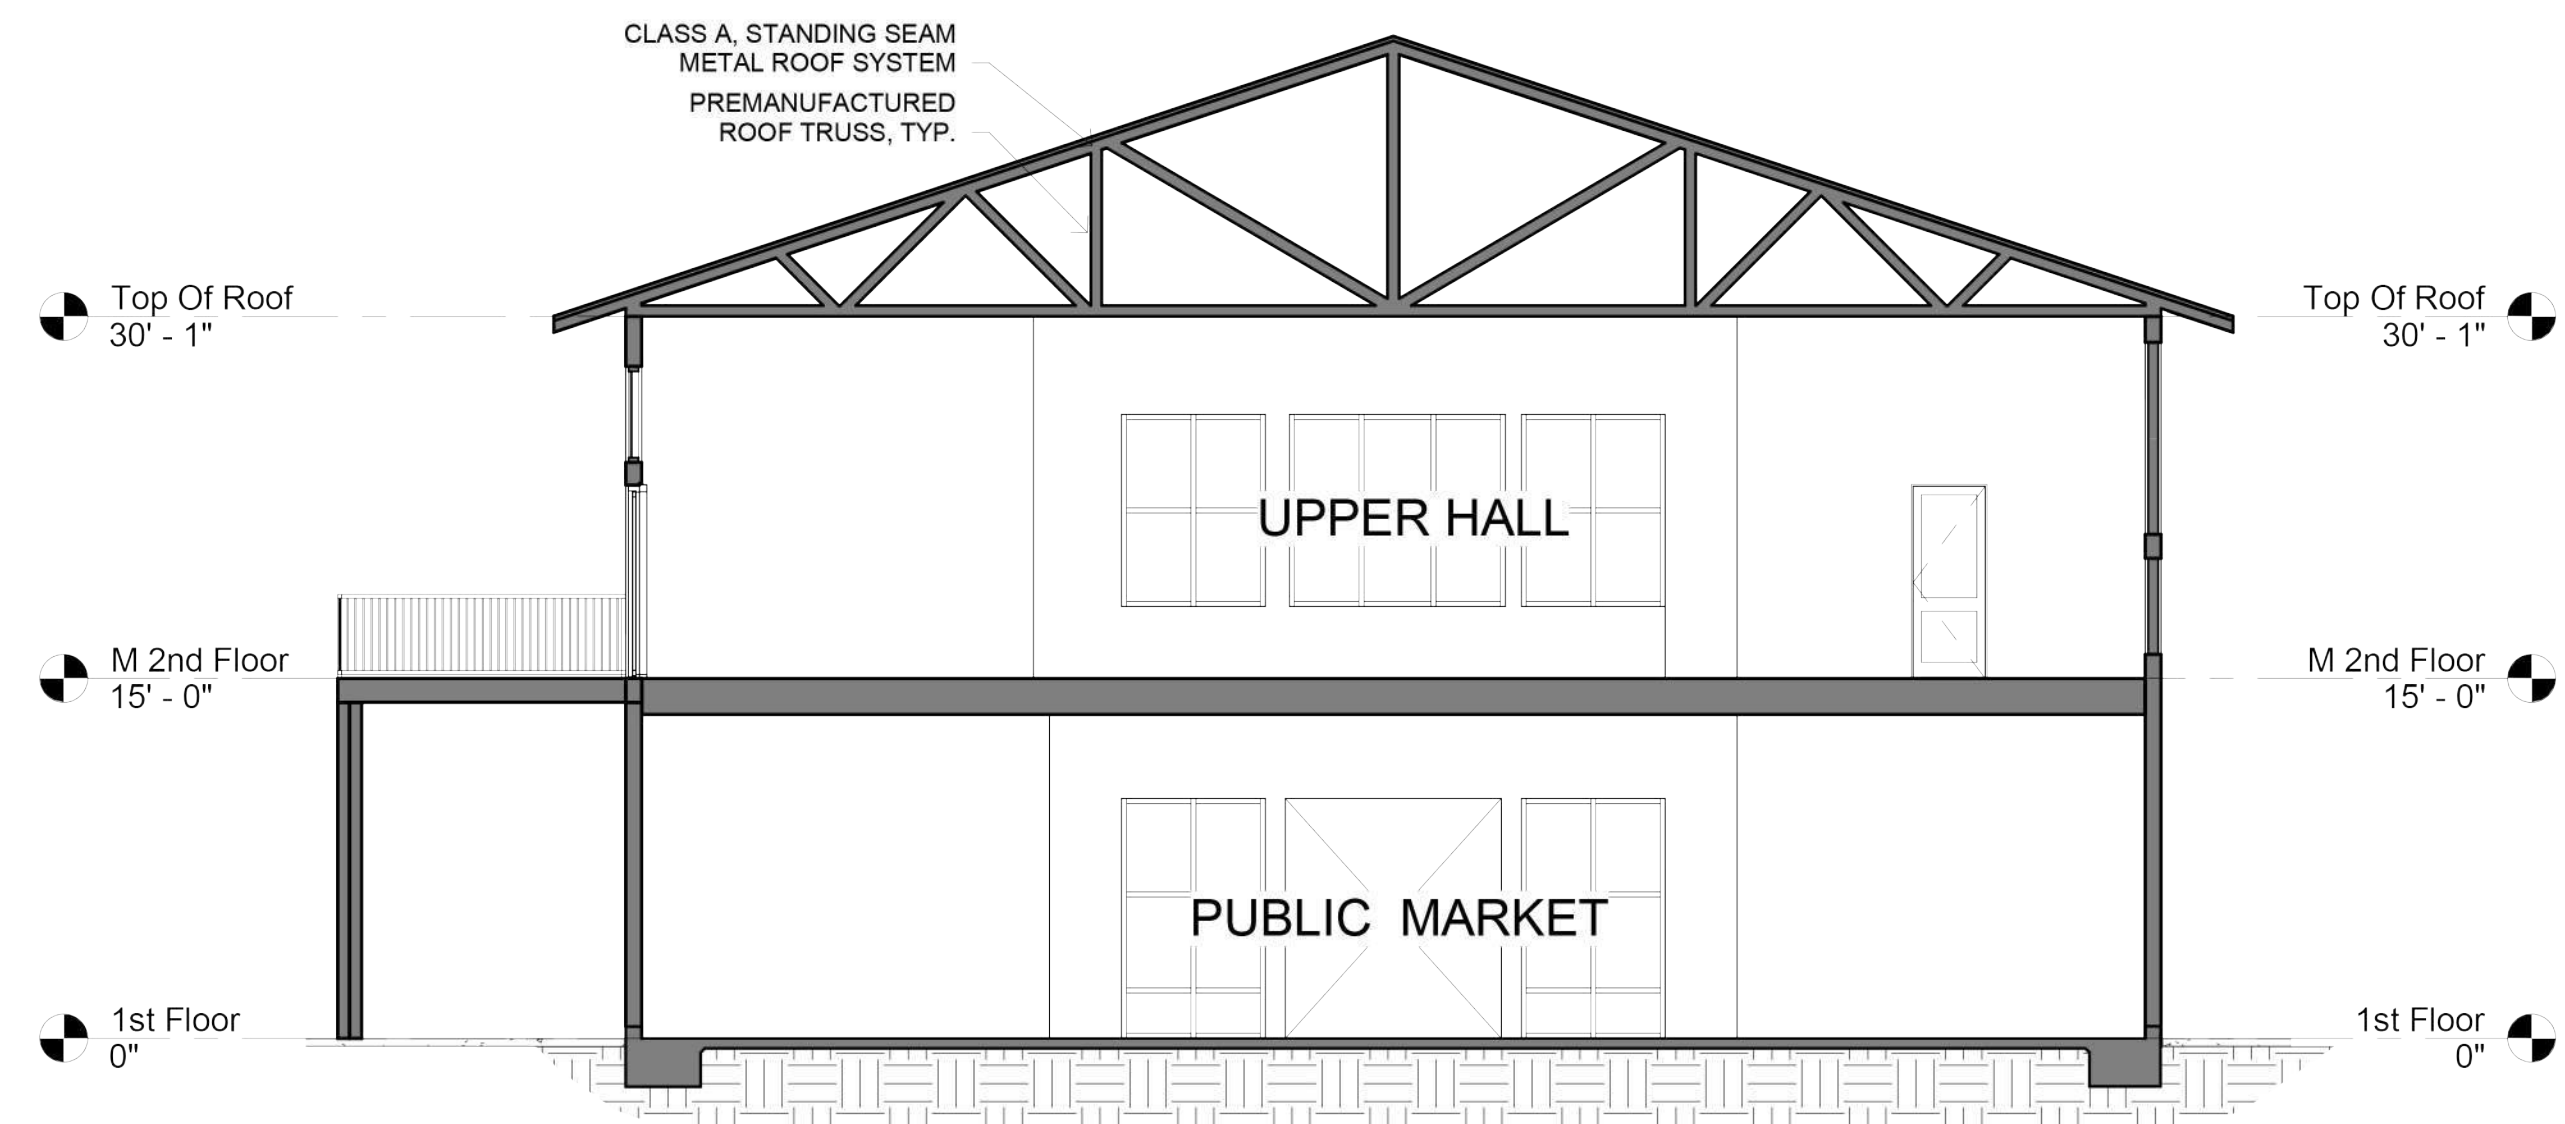 CLASS A, STANDING SEAM
METAL ROOF SYSTEM
PREMANUFACTURED
ROOF TRUSS, TYP.
Top Of Roof
30' - 1"
Top Of Roof
30' - 1"
UPPER HALL
M 2nd Floor
15' - 0"
M 2nd Floor
15' - 0"
PUBLIC MARKET
1st Floor
0"
1st Floor
0"